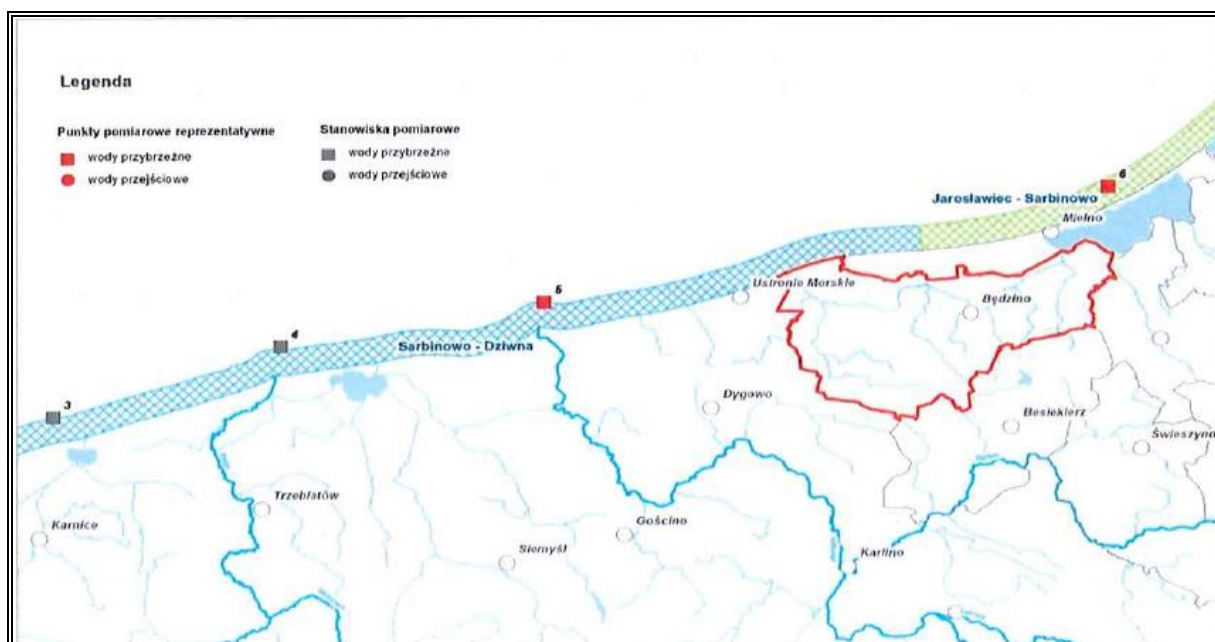 Legenda
Punkty pomiarowe reprezentatywne
wody przybrzeżne
wody przejściowe
Stanowiska pomiarowe
wody przybrzeżne
wody przejściowe
6
Jarosławiec - Sarbinowo
Mielno
5
Ustronie Morskie
Będzino
4
Sarbinowo - Dziwna
3
Dygowo
Besiekierz
Świeszyno
Trzebiatów
Karnice
Gościno
Siemyśl
Karlino